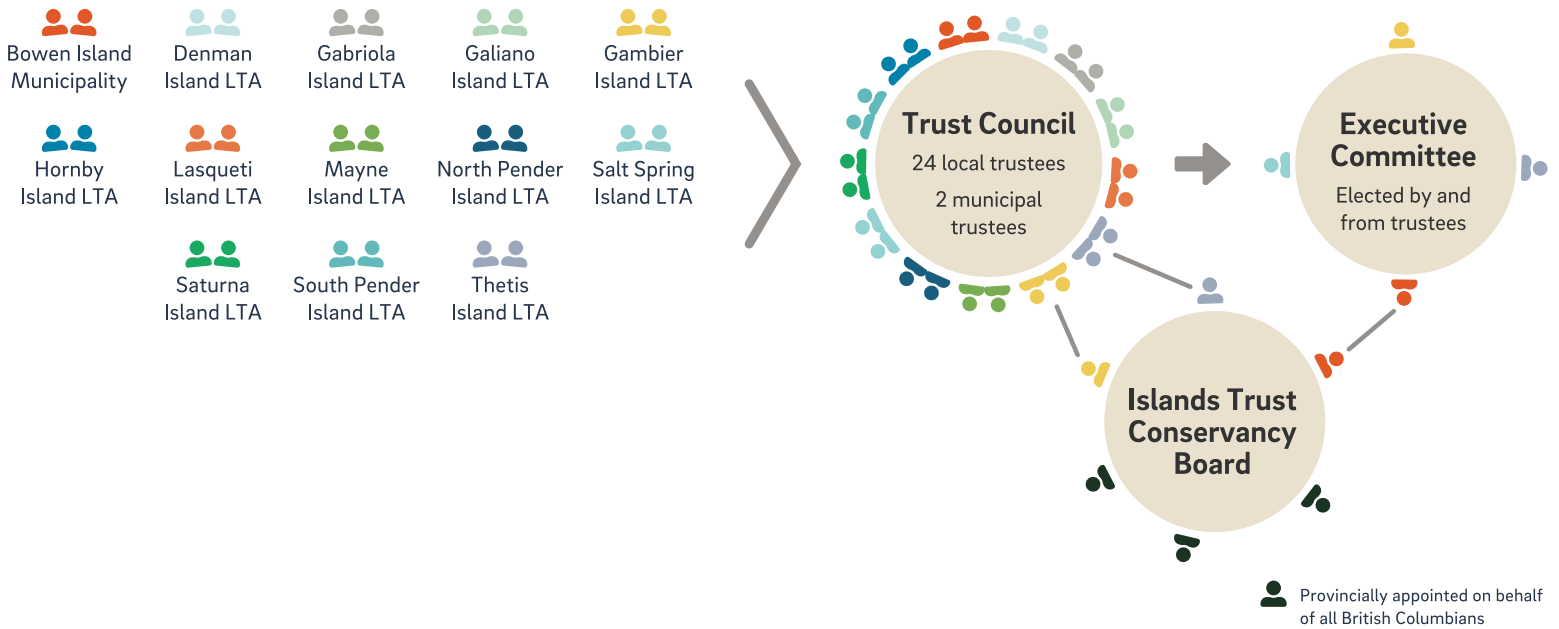 Bowen Island
Municipality
Denman
Island LTA
Gabriola
Island LTA
Galiano
Island LTA
Gambier
Island LTA
Hornby
Island LTA
Lasqueti
Island LTA
Mayne
Island LTA
North Pender
Island LTA
Salt Spring
Island LTA
Saturna
Island LTA
South Pender
Island LTA
Thetis
Island LTA
Trust Council
24 local trustees
2 municipal
trustees
Executive
Committee
Elected by and
from trustees
Islands Trust
Conservancy
Board
Provincially appointed on behalf
of all British Columbians